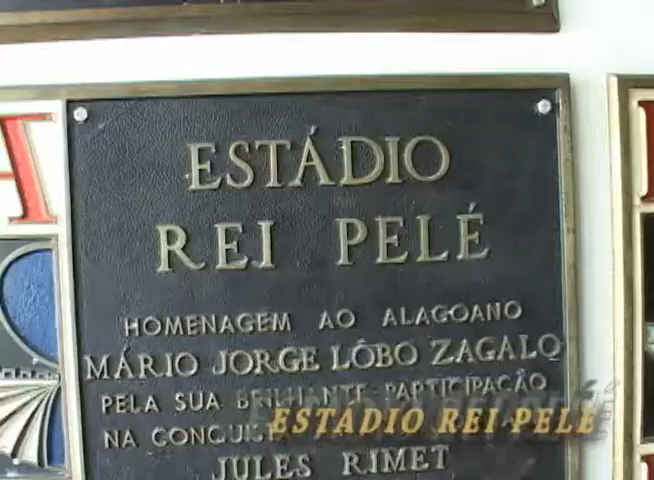 ESTÁDIO
REI PELÉ
HOMENAGEM AO ALAGOANO
MÁRIO JORGE LÔBO ZAGALO
PELA SUA BRILHANTE PARTICIPAÇÃO
NA
ESTÁDIO REI PELÉ
JULES RIMET